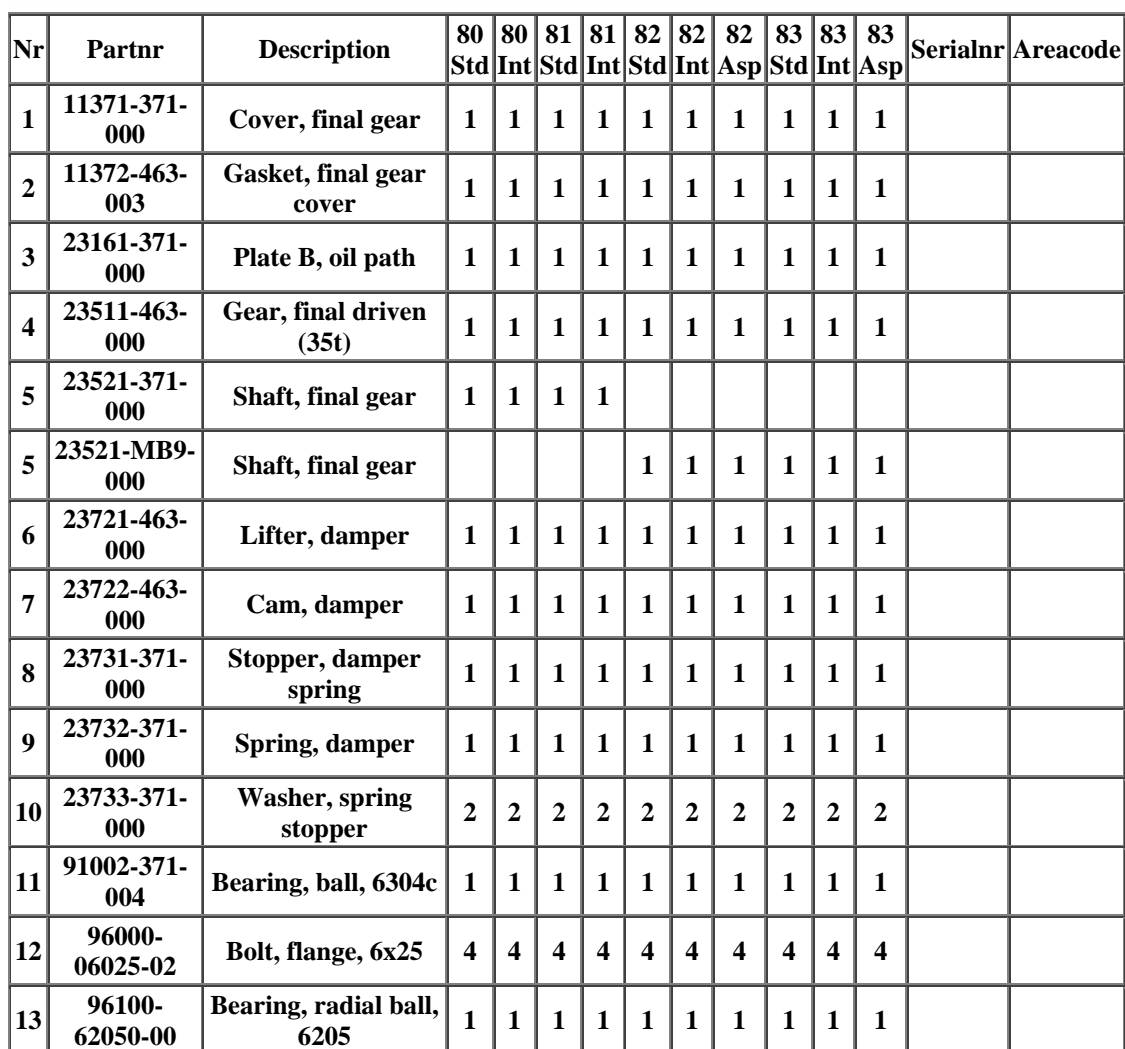 Nr Partnr Description 80 Std 80 Int 81 Std 81 Int 82 Std 82 Int 82 Asp 83 Std 83 Int 83 Asp Serialnr Areacode
1 11371-371-000 Cover, final gear 1 1 1 1 1 1 1 1 1 1
2 11372-463-003 Gasket, final gear cover 1 1 1 1 1 1 1 1 1 1
3 23161-371-000 Plate B, oil path 1 1 1 1 1 1 1 1 1 1
4 23511-463-000 Gear, final driven (35t) 1 1 1 1 1 1 1 1 1 1
5 23521-371-000 Shaft, final gear 1 1 1 1
5 23521-MB9-000 Shaft, final gear 1 1 1 1 1 1
6 23721-463-000 Lifter, damper 1 1 1 1 1 1 1 1 1 1
7 23722-463-000 Cam, damper 1 1 1 1 1 1 1 1 1 1
8 23731-371-000 Stopper, damper spring 1 1 1 1 1 1 1 1 1 1
9 23732-371-000 Spring, damper 1 1 1 1 1 1 1 1 1 1
10 23733-371-000 Washer, spring stopper 2 2 2 2 2 2 2 2 2 2
11 91002-371-004 Bearing, ball, 6304c 1 1 1 1 1 1 1 1 1 1
12 96000-06025-02 Bolt, flange, 6x25 4 4 4 4 4 4 4 4 4 4
13 96100-62050-00 Bearing, radial ball, 6205 1 1 1 1 1 1 1 1 1 1